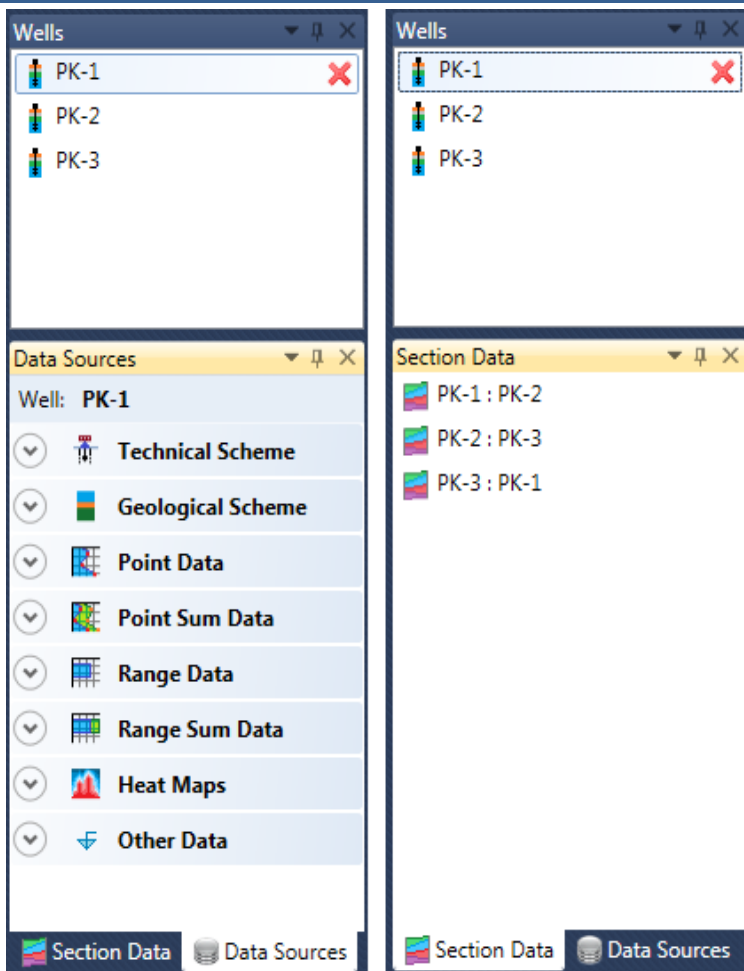 Wells
PK-1
PK-2
PK-3
Data Sources
Well: PK-1
Technical Scheme
Geological Scheme
Point Data
Point Sum Data
Range Data
Range Sum Data
Heat Maps
Other Data
Section Data
Data Sources
Wells
PK-1
PK-2
PK-3
Section Data
PK-1 : PK-2
PK-2 : PK-3
PK-3 : PK-1
Section Data
Data Sources